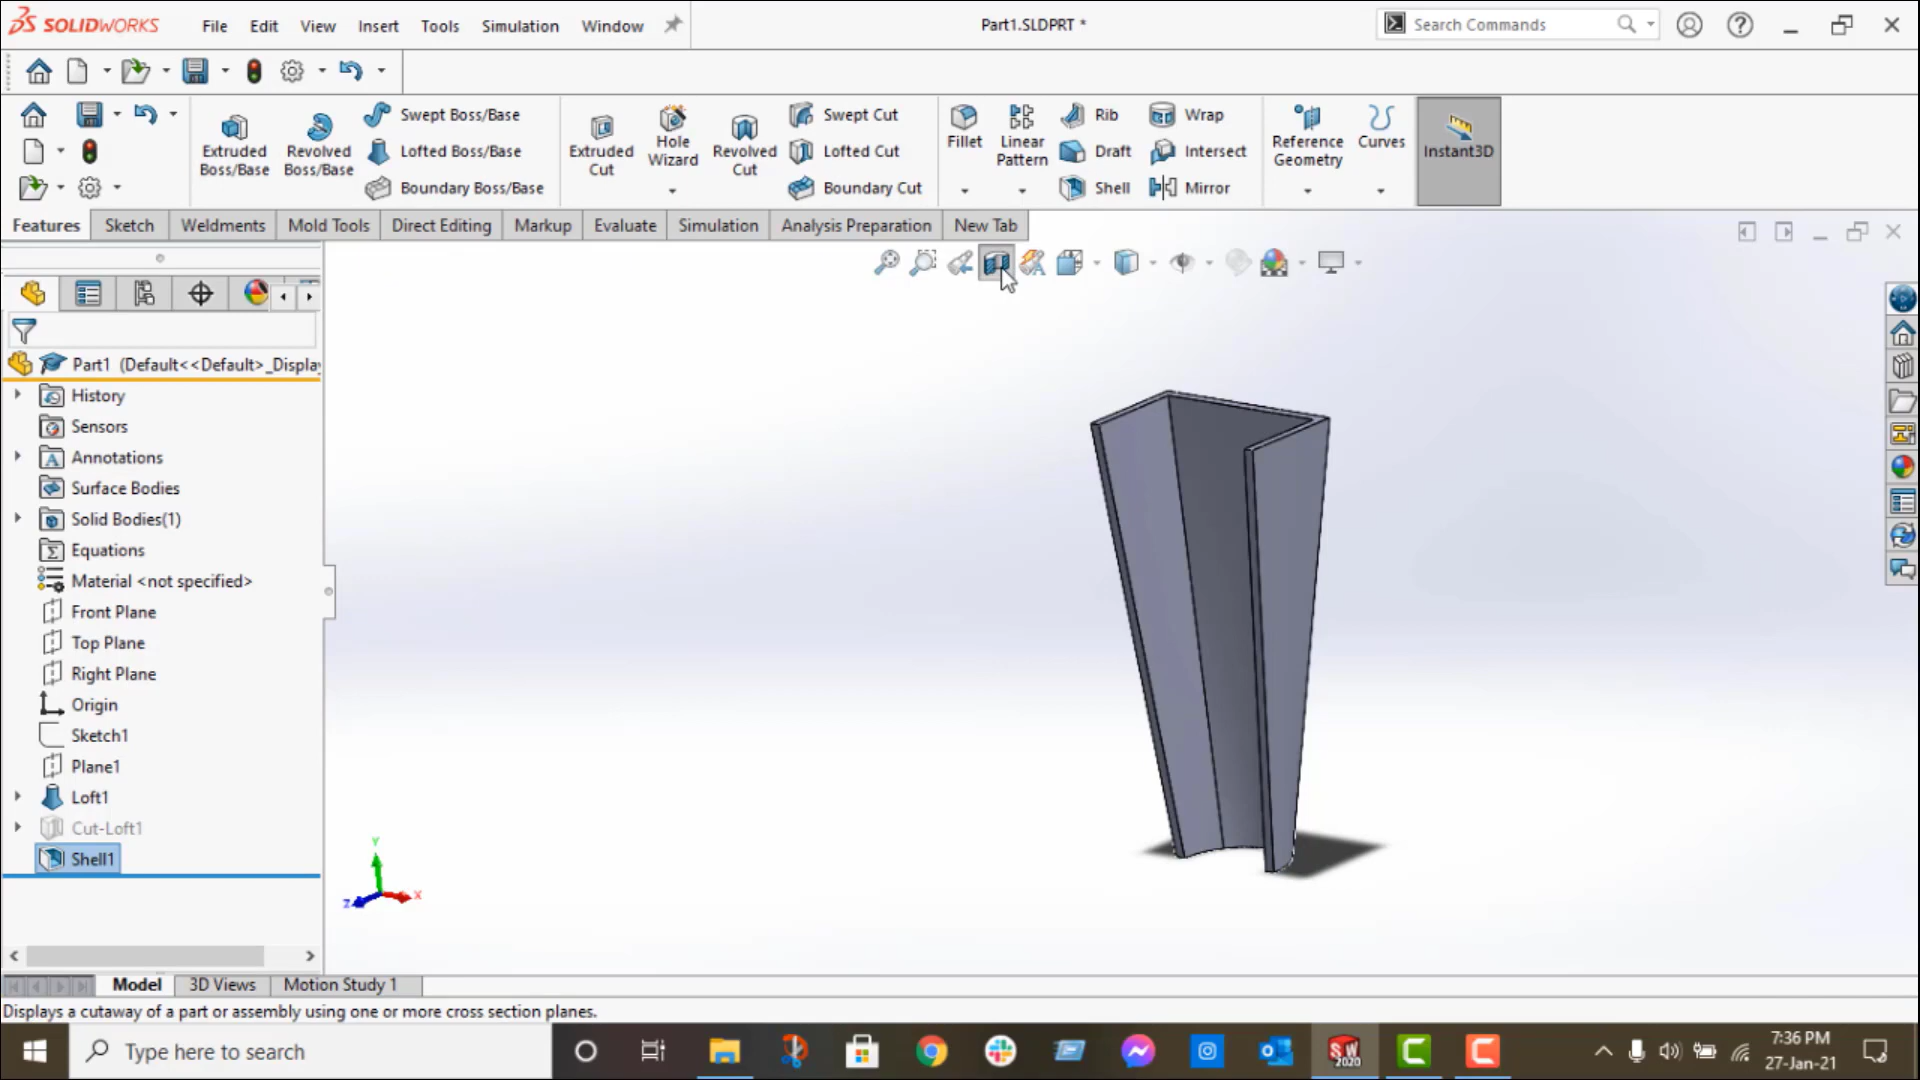 SOLIDWORKS File Edit View Insert Tools Simulation Window Part1.SLDPRT * Search Commands
Extruded Boss/Base
Revolved Boss/Base
Swept Boss/Base
Lofted Boss/Base
Boundary Boss/Base
Extruded Cut
Hole Wizard
Revolved Cut
Swept Cut
Lofted Cut
Boundary Cut
Fillet
Linear Pattern
Rib
Draft
Shell
Wrap
Intersect
Mirror
Reference Geometry
Curves
Instant3D
Features Sketch Weldments Mold Tools Direct Editing Markup Evaluate Simulation Analysis Preparation New Tab
Part1 (Default<<Default>_Displa
History
Sensors
Annotations
Surface Bodies
Solid Bodies(1)
Equations
Material <not specified>
Front Plane
Top Plane
Right Plane
Origin
Sketch1
Plane1
Loft1
Cut-Loft1
Shell1
Y
X
Z
Model 3D Views Motion Study 1
Displays a cutaway of a part or assembly using one or more cross section planes.
Type here to search
SW 2020
7:36 PM
27-Jan-21